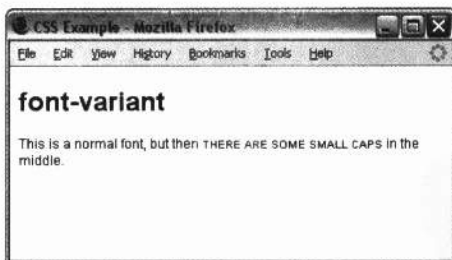 CSS Example - Mozilla Firefox
File Edit View History Bookmarks Tools Help
font-variant
This is a normal font, but then THERE ARE SOME SMALL CAPS in the
middle.